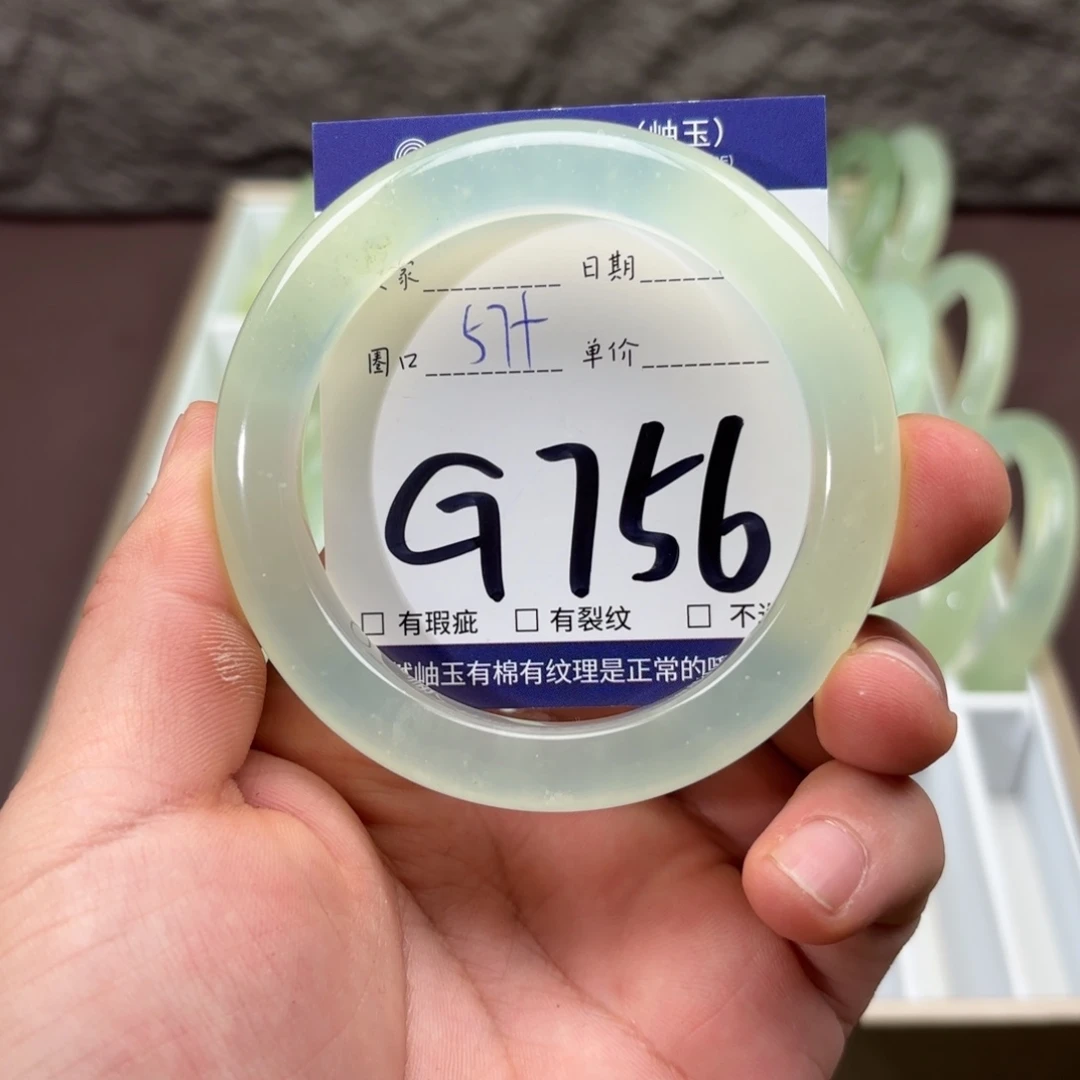 岫玉）
家 日期
圈口 57+ 单价
G756
□ 有瑕疵 □ 有裂纹 □ 不
岫玉有棉有纹理是正常的